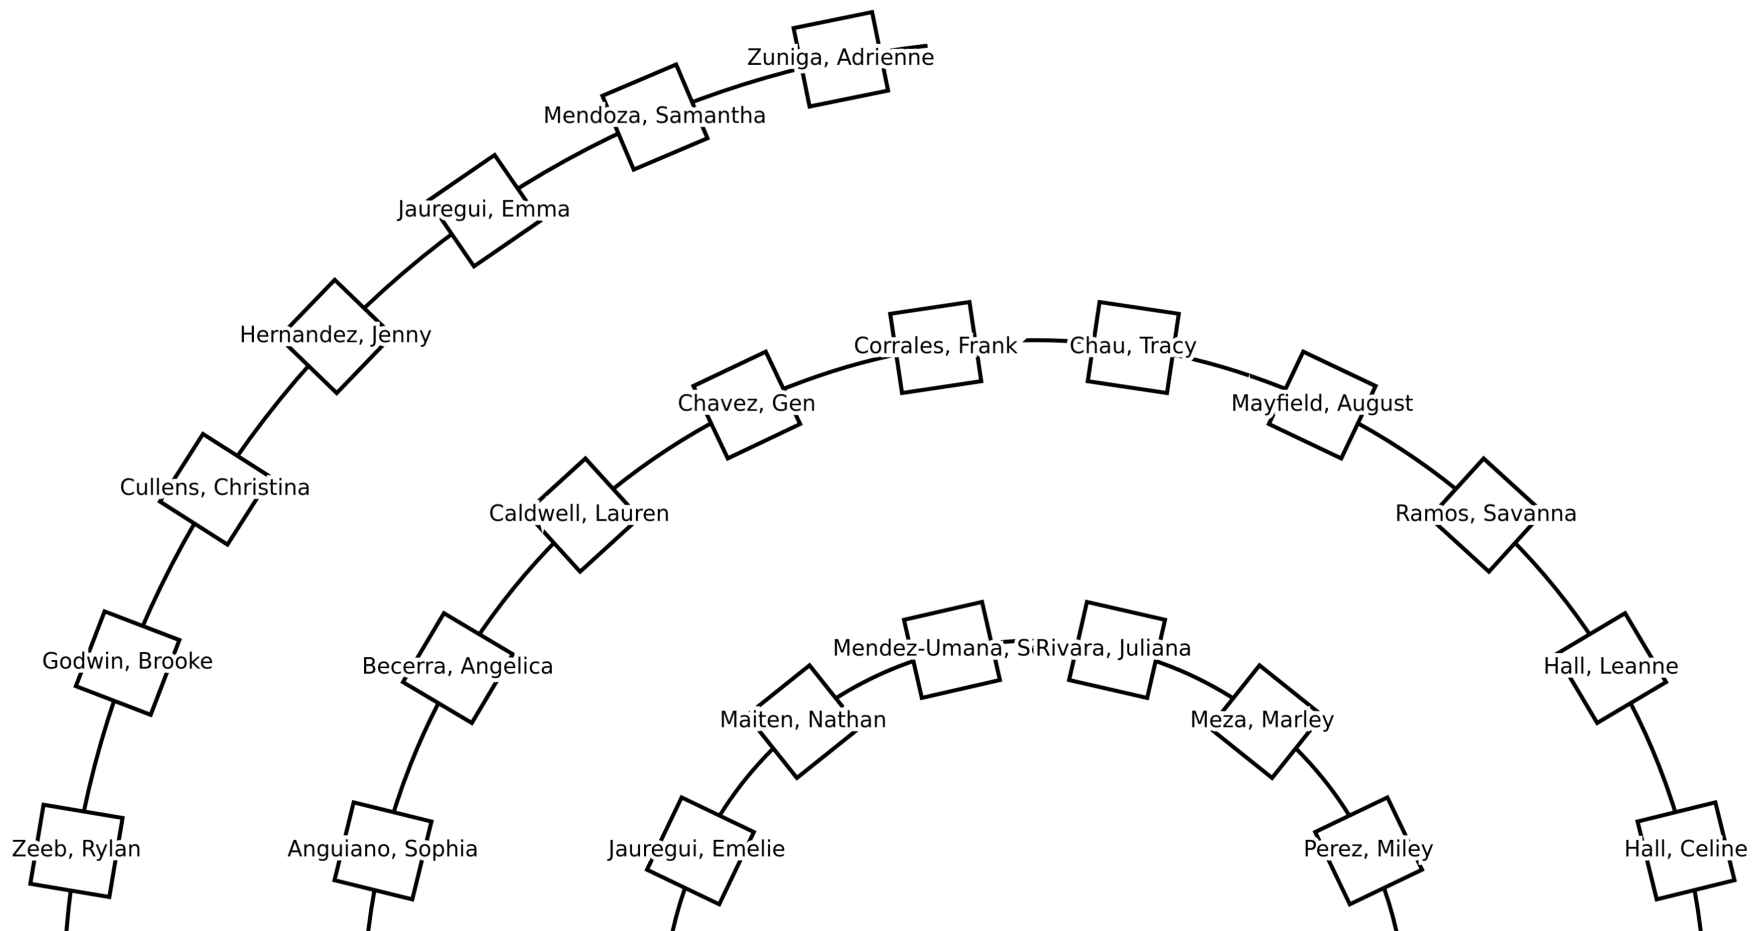 Zuniga, Adrienne
Mendoza, Samantha
Jauregui, Emma
Hernandez, Jenny
Corrales, Frank
Chau, Tracy
Chavez, Gen
Mayfield, August
Cullens, Christina
Caldwell, Lauren
Ramos, Savanna
Mendez-Umana,
Rivara, Juliana
Godwin, Brooke
Becerra, Angelica
Hall, Leanne
Maiten, Nathan
Meza, Marley
Zeeb, Rylan
Anguiano, Sophia
Jauregui, Emelie
Perez, Miley
Hall, Celine